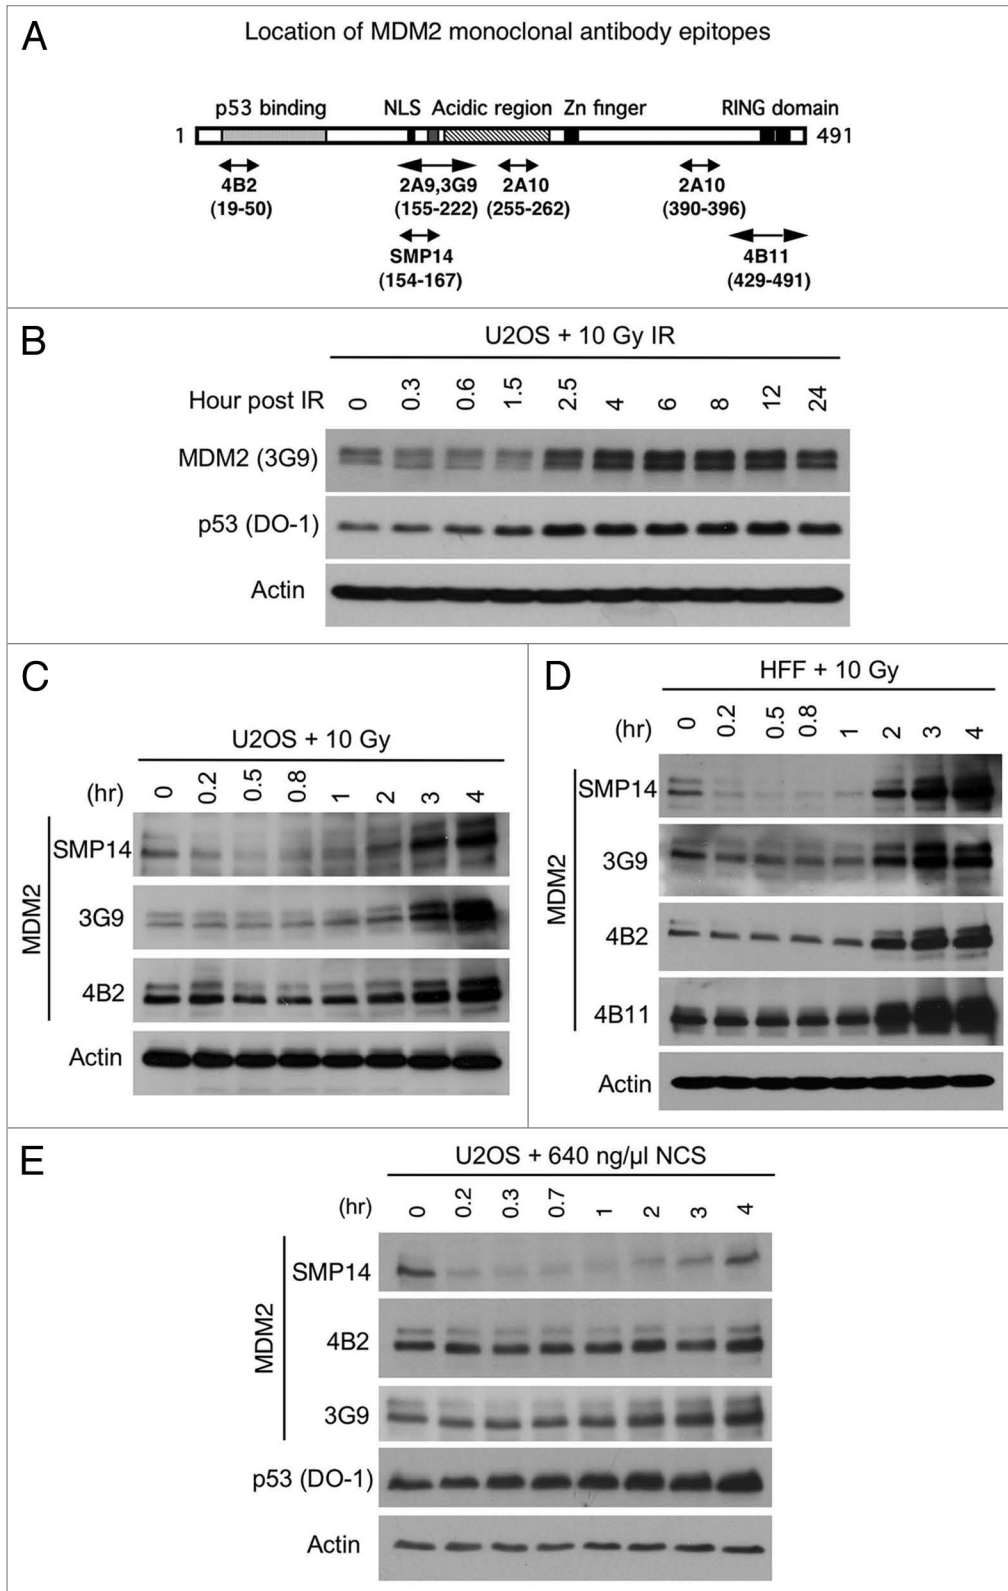 A
Location of MDM2 monoclonal antibody epitopes
p53 binding NLS Acidic region Zn finger RING domain
1 491
4B2 2A9,3G9 2A10 2A10
(19-50) (155-222) (255-262) (390-396)
SMP14 4B11
(154-167) (429-491)
B
U2OS + 10 Gy IR
Hour post IR 0 0.3 0.6 1.5 2.5 4 6 8 12 24
MDM2 (3G9)
p53 (DO-1)
Actin
C
U2OS + 10 Gy
(hr) 0 0.2 0.5 0.8 1 2 3 4
MDM2
SMP14
3G9
4B2
Actin
D
HFF + 10 Gy
(hr) 0 0.2 0.5 0.8 1 2 3 4
MDM2
SMP14
3G9
4B2
4B11
Actin
E
U2OS + 640 ng/µl NCS
(hr) 0 0.2 0.3 0.7 1 2 3 4
MDM2
SMP14
4B2
3G9
p53 (DO-1)
Actin